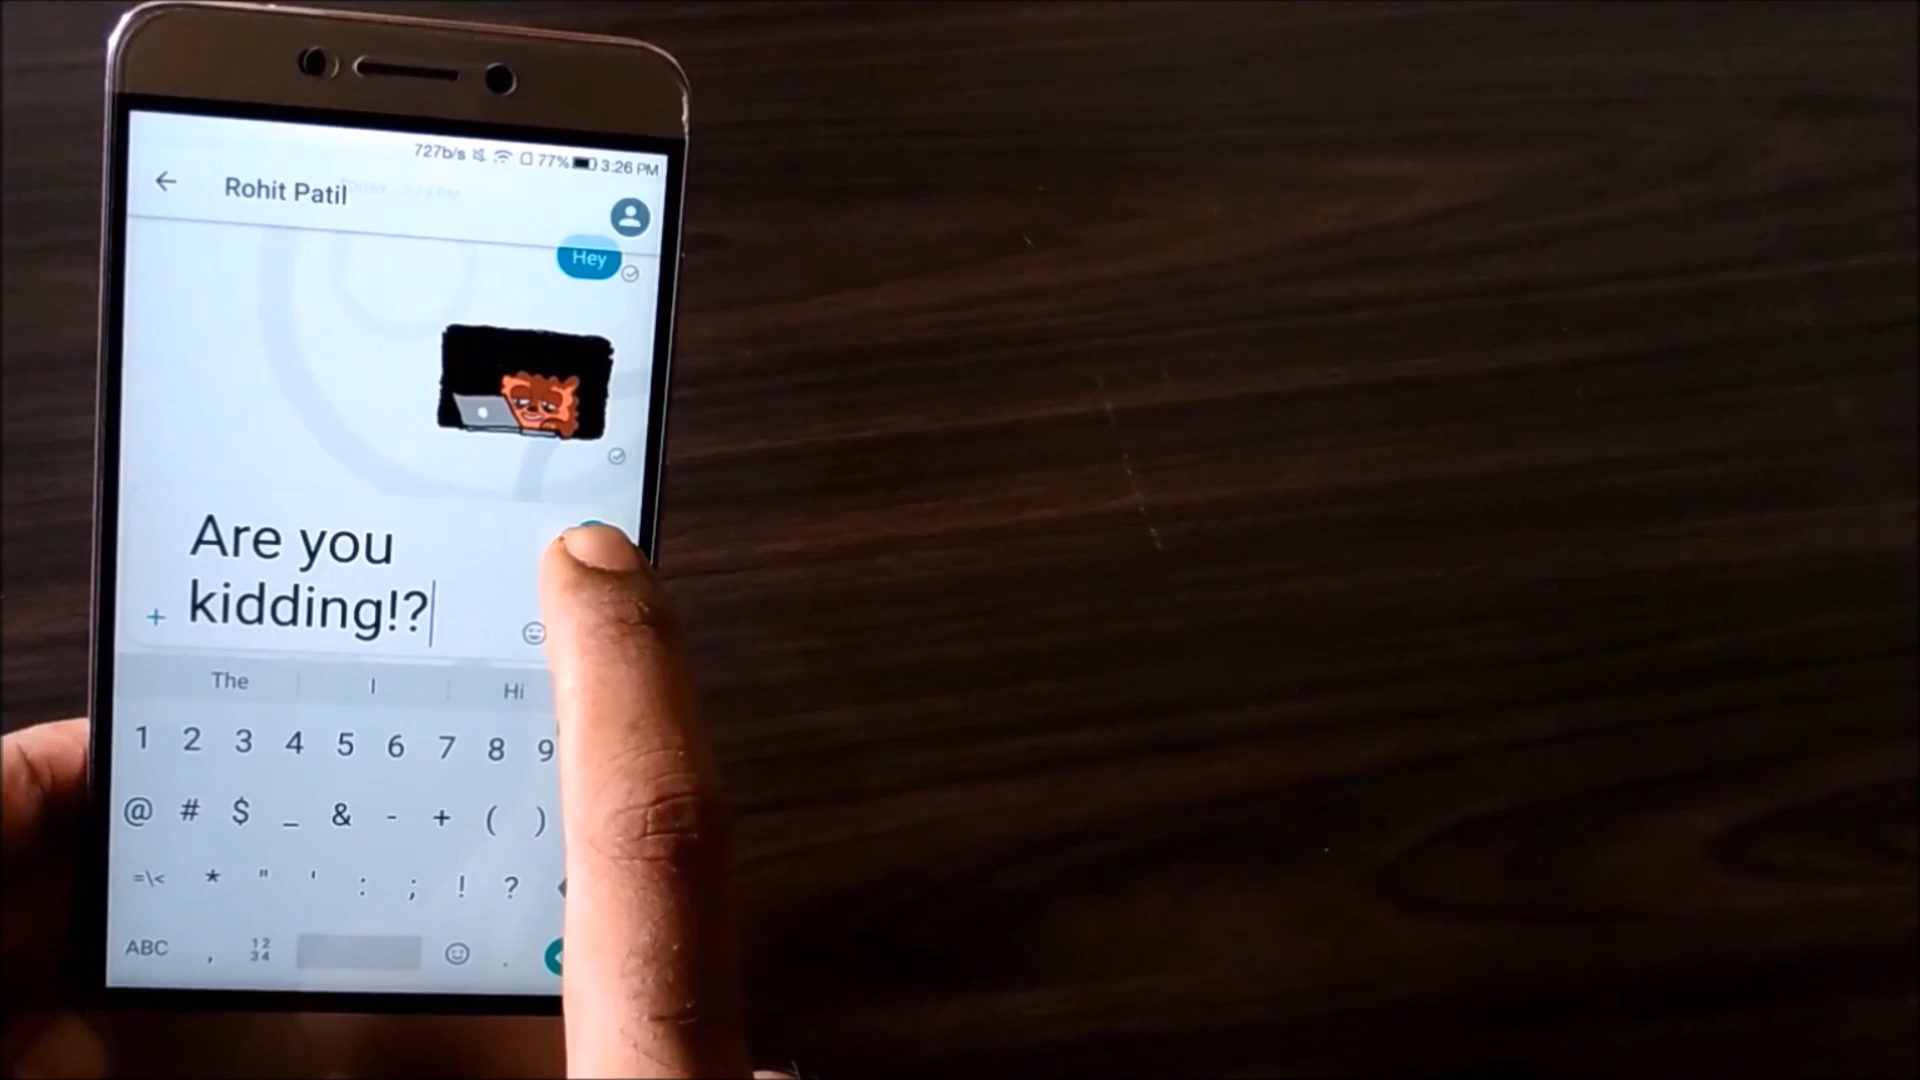 727b/s 77% 3:26 PM
Rohit Patil
Hey
Are you
kidding!?
+
The I Hi
1 2 3 4 5 6 7 8 9
@ # $ _ & - + ( )
=\< * " ' : ; ! ?
ABC , 12 34 .